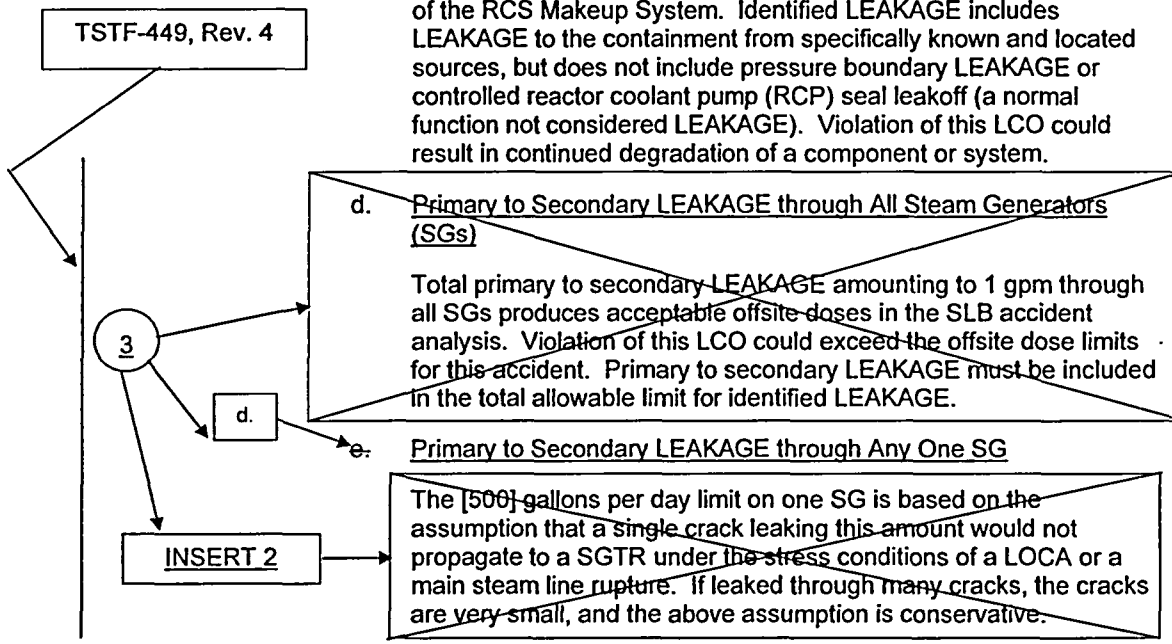 of the RCS Makeup System. Identified LEAKAGE includes
LEAKAGE to the containment from specifically known and located
sources, but does not include pressure boundary LEAKAGE or
controlled reactor coolant pump (RCP) seal leakoff (a normal
function not considered LEAKAGE). Violation of this LCO could
result in continued degradation of a component or system.
TSTF-449, Rev. 4
d. Primary to Secondary LEAKAGE through All Steam Generators
(SGs)
Total primary to secondary LEAKAGE amounting to 1 gpm through
all SGs produces acceptable offsite doses in the SLB accident
analysis. Violation of this LCO could exceed the offsite dose limits
for this accident. Primary to secondary LEAKAGE must be included
in the total allowable limit for identified LEAKAGE.
3
d.
e. Primary to Secondary LEAKAGE through Any One SG
The [500] gallons per day limit on one SG is based on the
assumption that a single crack leaking this amount would not
propagate to a SGTR under the stress conditions of a LOCA or a
main steam line rupture. If leaked through many cracks, the cracks
are very small, and the above assumption is conservative.
INSERT 2